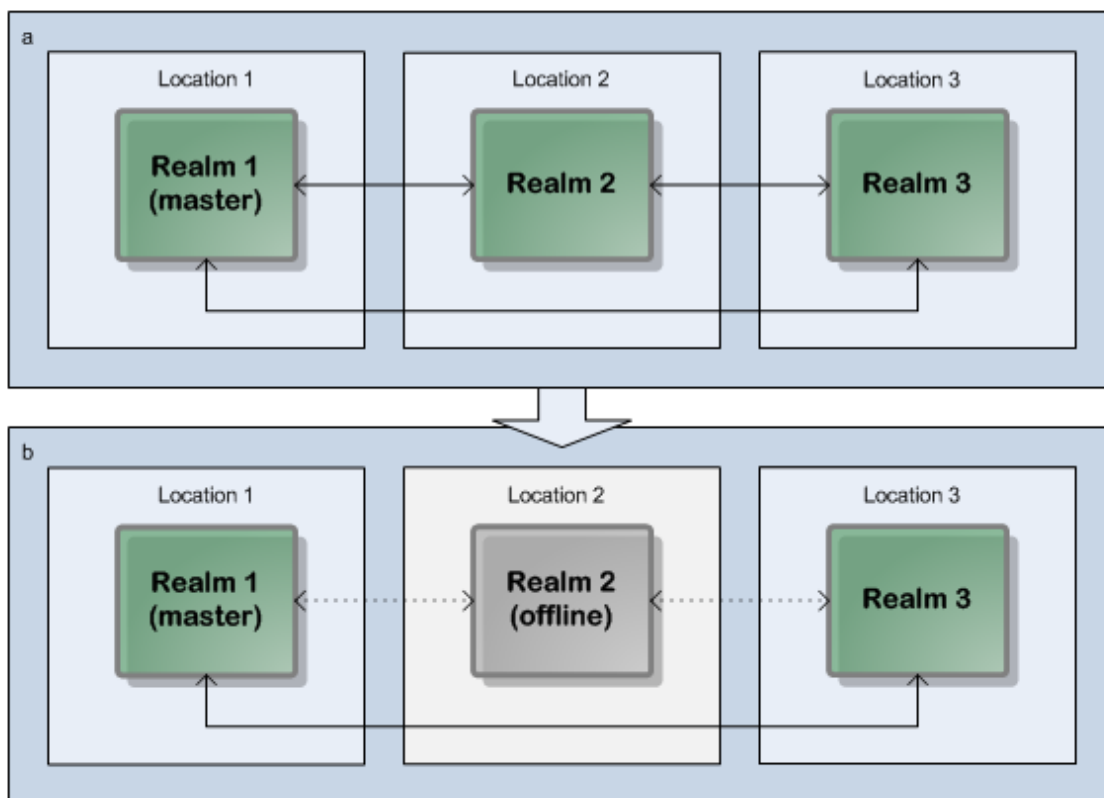 a
Location 1
Location 2
Location 3
Realm 1
(master)
Realm 2
Realm 3
b
Location 1
Location 2
Location 3
Realm 1
(master)
Realm 2
(offline)
Realm 3